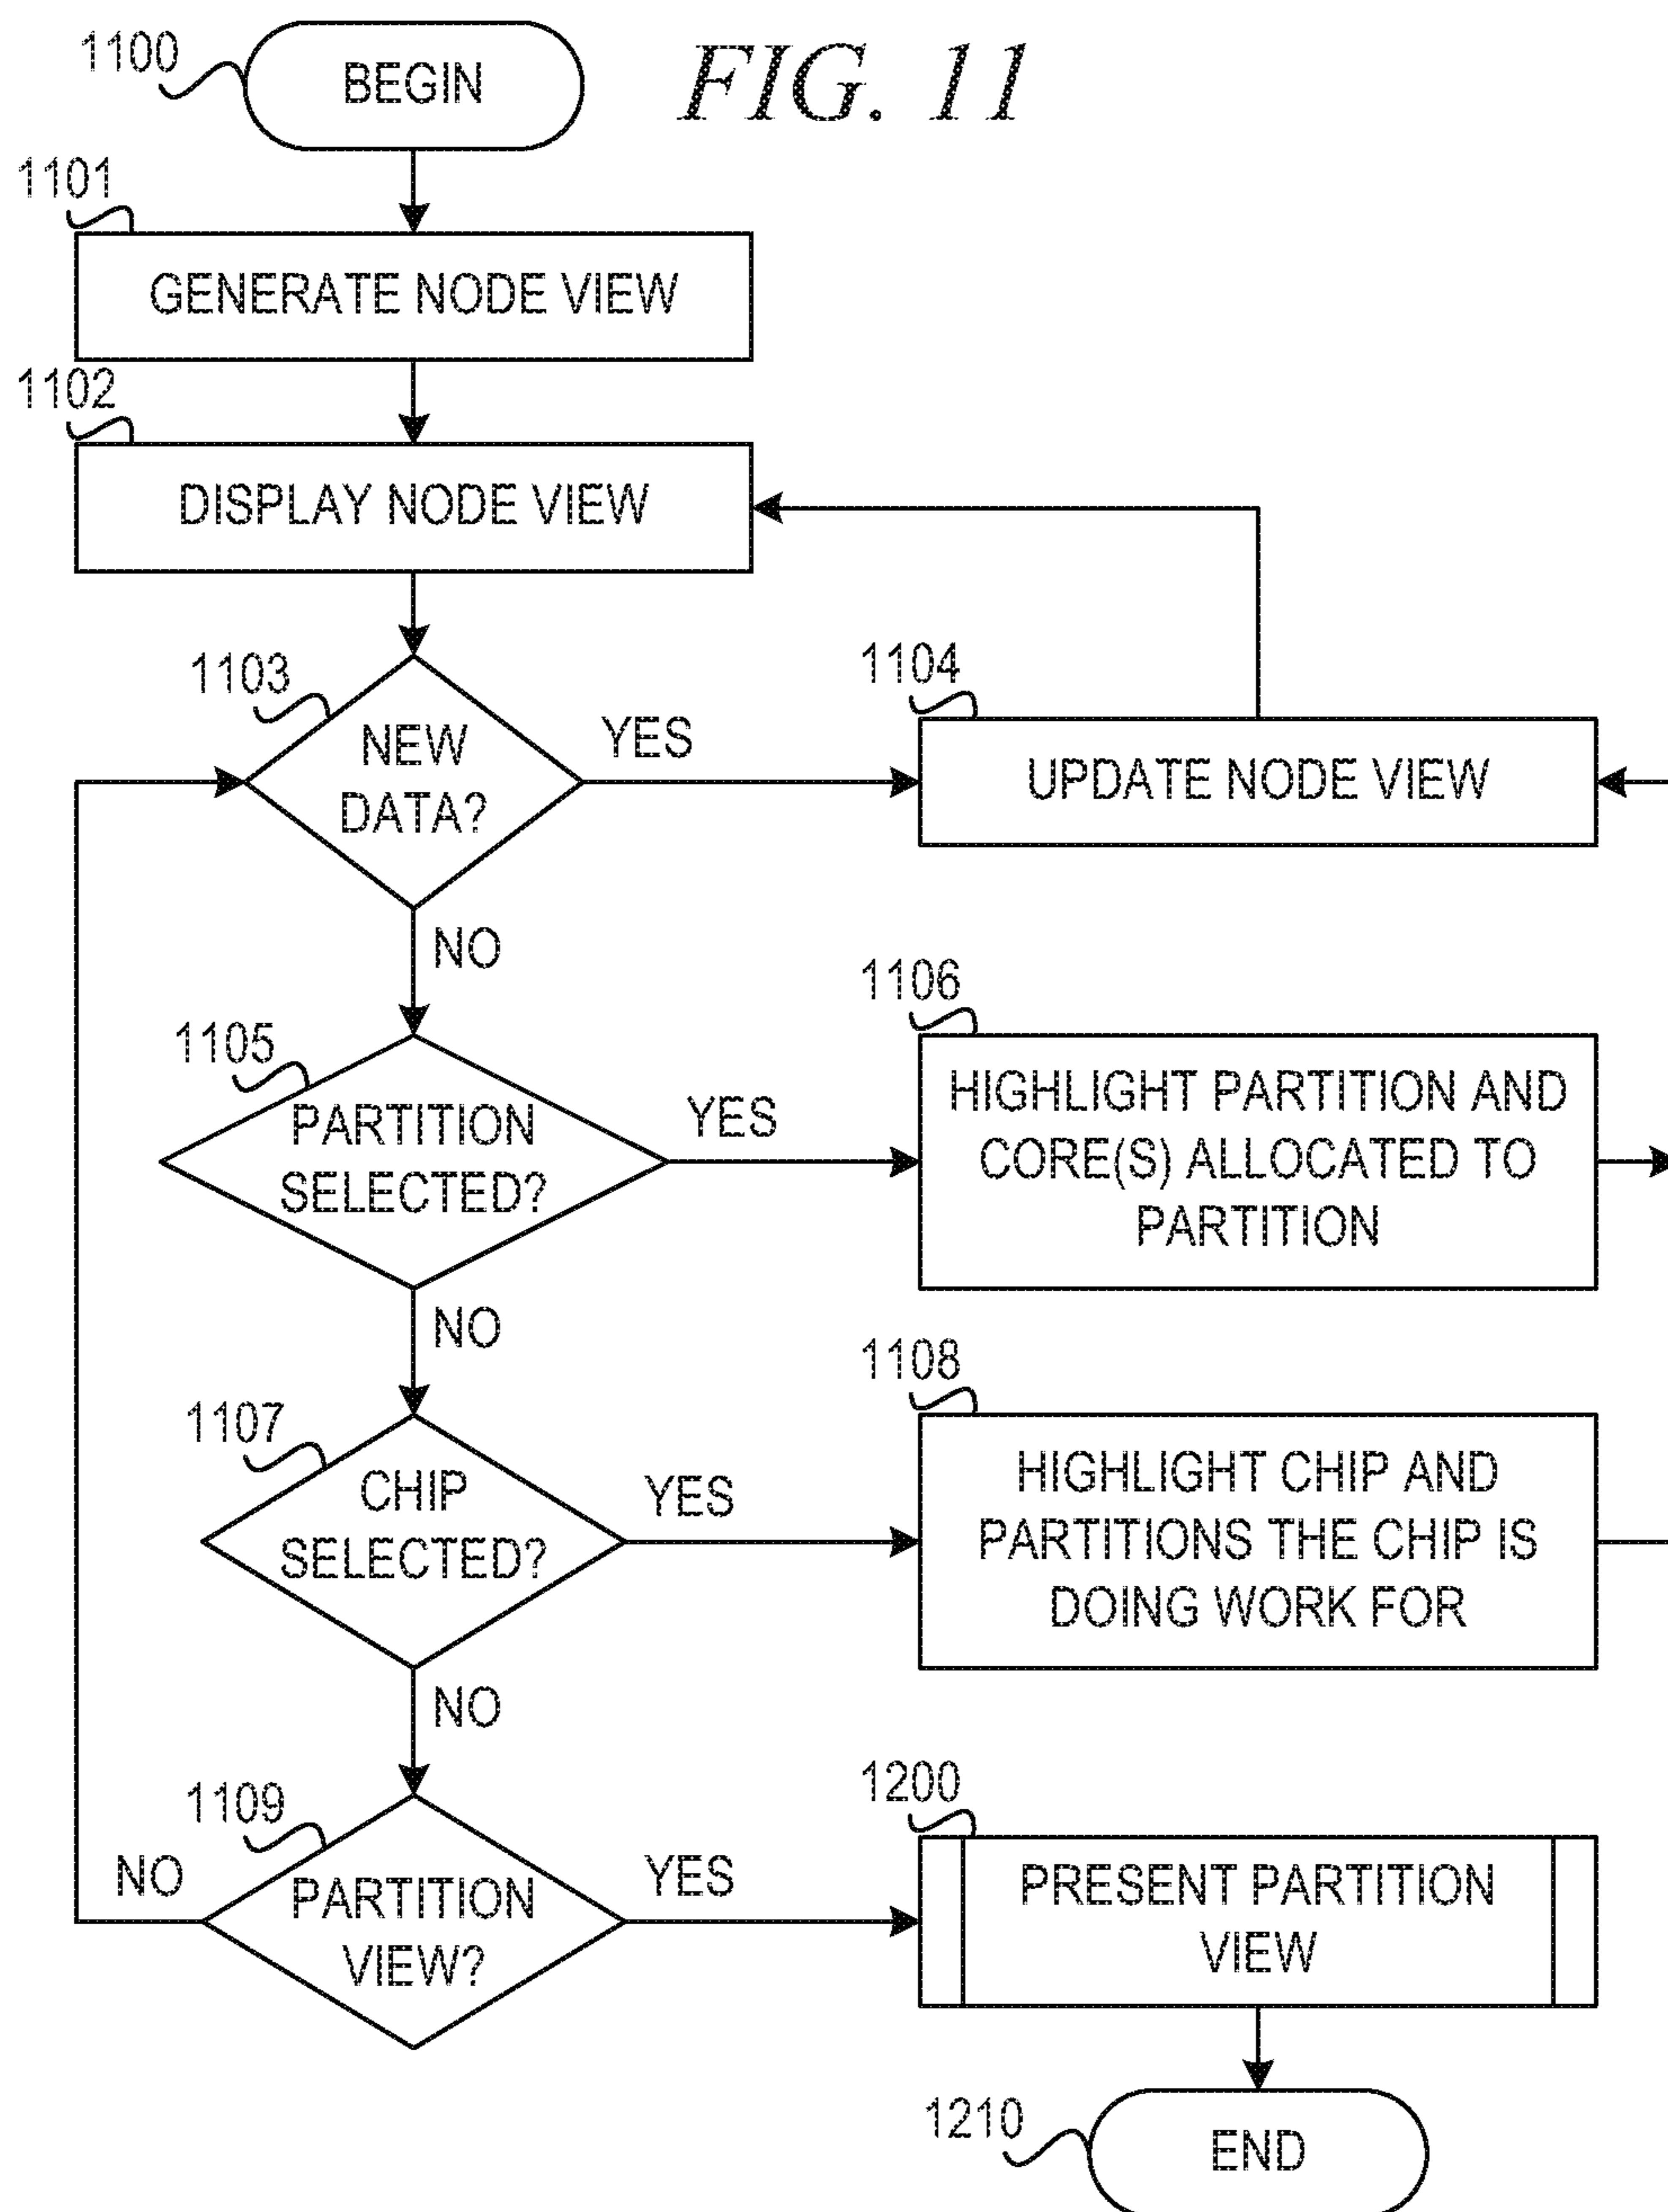 FIG. 11
1100
BEGIN
1101
GENERATE NODE VIEW
1102
DISPLAY NODE VIEW
1103
NEW
DATA?
YES
NO
1104
UPDATE NODE VIEW
1105
PARTITION
SELECTED?
YES
NO
1106
HIGHLIGHT PARTITION AND
CORE(S) ALLOCATED TO
PARTITION
1107
CHIP
SELECTED?
YES
NO
1108
HIGHLIGHT CHIP AND
PARTITIONS THE CHIP IS
DOING WORK FOR
1109
NO
PARTITION
VIEW?
YES
1200
PRESENT PARTITION
VIEW
1210
END